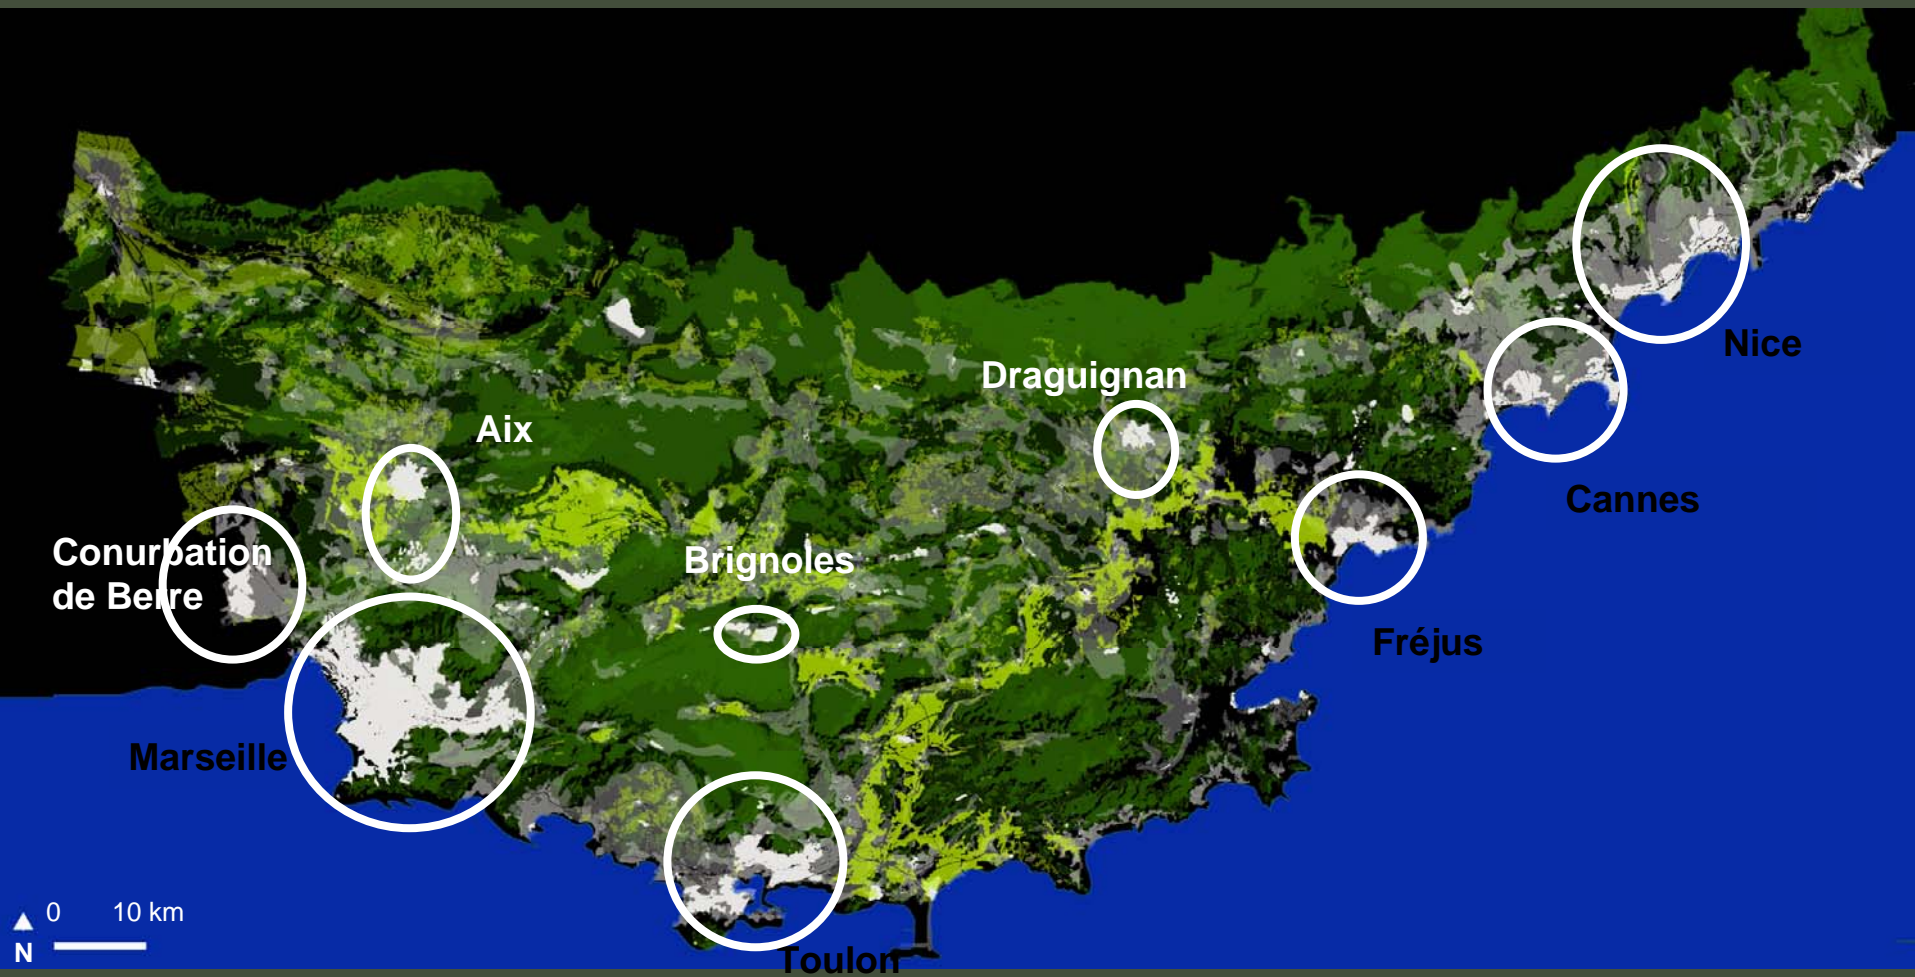 Nice
Draguignan
Aix
Cannes
Conurbation
de Berre
Brignoles
Fréjus
Marseille
0 10 km
N
Toulon